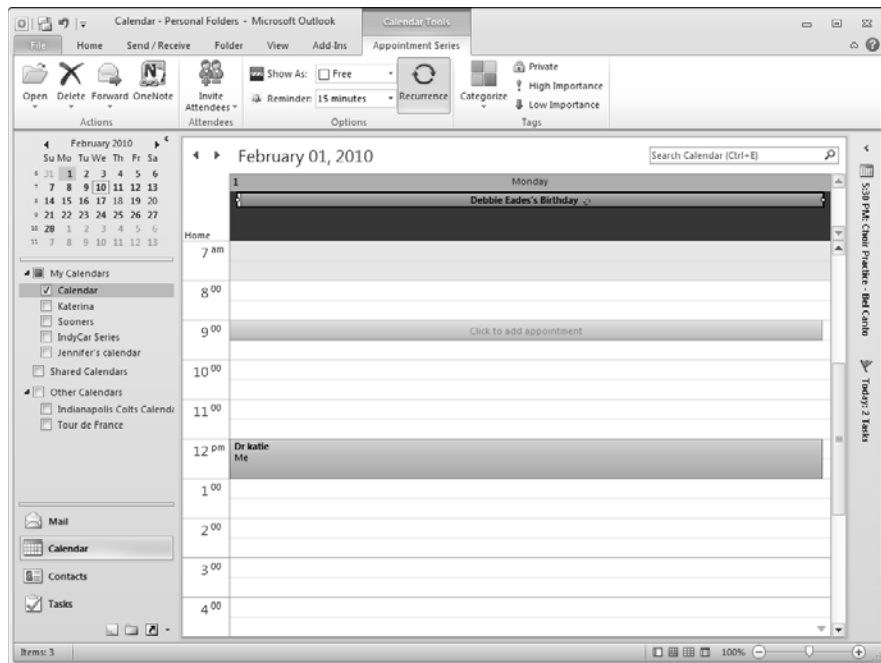 Calendar - Personal Folders - Microsoft Outlook
Calendar Tools
File Home Send / Receive Folder View Add-Ins Appointment Series
Open Delete Forward OneNote
Actions
Invite
Attendees
Attendees
Show As: Free
Reminder: 15 minutes
Recurrence
Options
Categorize
Private
High Importance
Low Importance
Tags
February 2010
Su Mo Tu We Th Fr Sa
6 31 1 2 3 4 5 6
7 7 8 9 10 11 12 13
8 14 15 16 17 18 19 20
9 21 22 23 24 25 26 27
10 28 1 2 3 4 5 6
11 7 8 9 10 11 12 13
My Calendars
Calendar
Katerina
Sooners
IndyCar Series
Jennifer's calendar
Shared Calendars
Other Calendars
Indianapolis Colts Calenda
Tour de France
Mail
Calendar
Contacts
Tasks
February 01, 2010
Search Calendar (Ctrl+E)
1 Monday
Debbie Eades's Birthday
Home
7 am
8 00
9 00 Click to add appointment
10 00
11 00
12 pm Dr katie
Me
1 00
2 00
3 00
4 00
5:30 PM: Choir Practice - Bel Canto
Today: 2 Tasks
Items: 3
100%